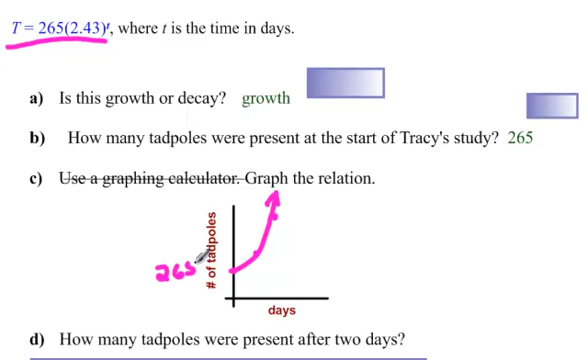 T = 265(2.43)ᵗ, where t is the time in days.
a) Is this growth or decay? growth
b) How many tadpoles were present at the start of Tracy's study? 265
c) Use a graphing calculator. Graph the relation.
# of tadpoles
265
days
d) How many tadpoles were present after two days?